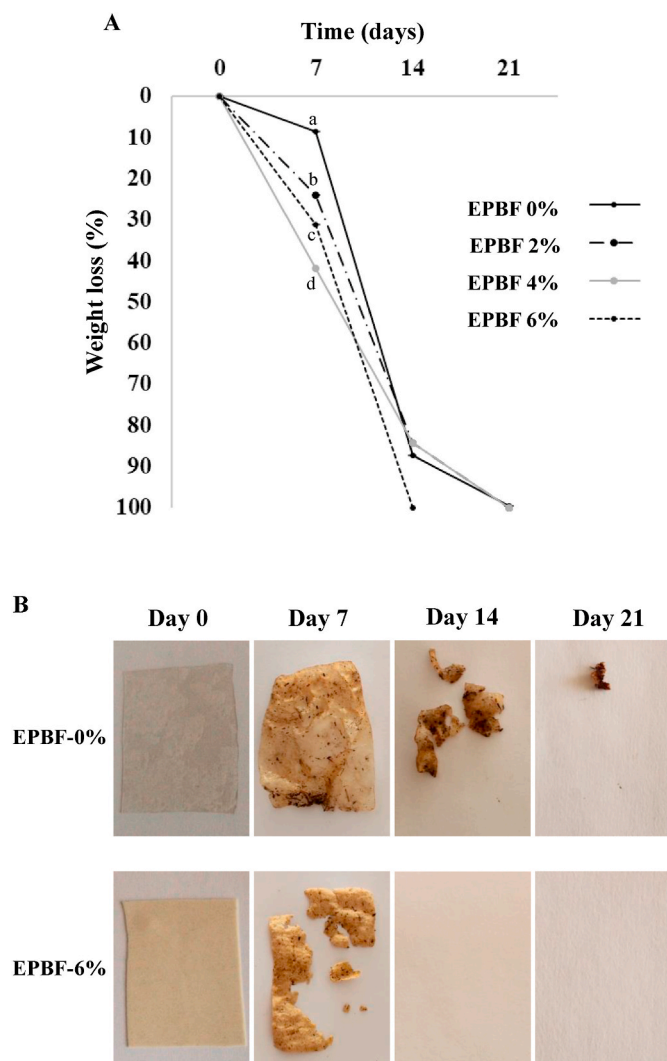 A
Time (days)
0 7 14 21
0
10
20
30
40
50
60
70
80
90
100
Weight loss (%)
a
b
c
d
EPBF 0%
EPBF 2%
EPBF 4%
EPBF 6%
B
Day 0 Day 7 Day 14 Day 21
EPBF-0%
EPBF-6%